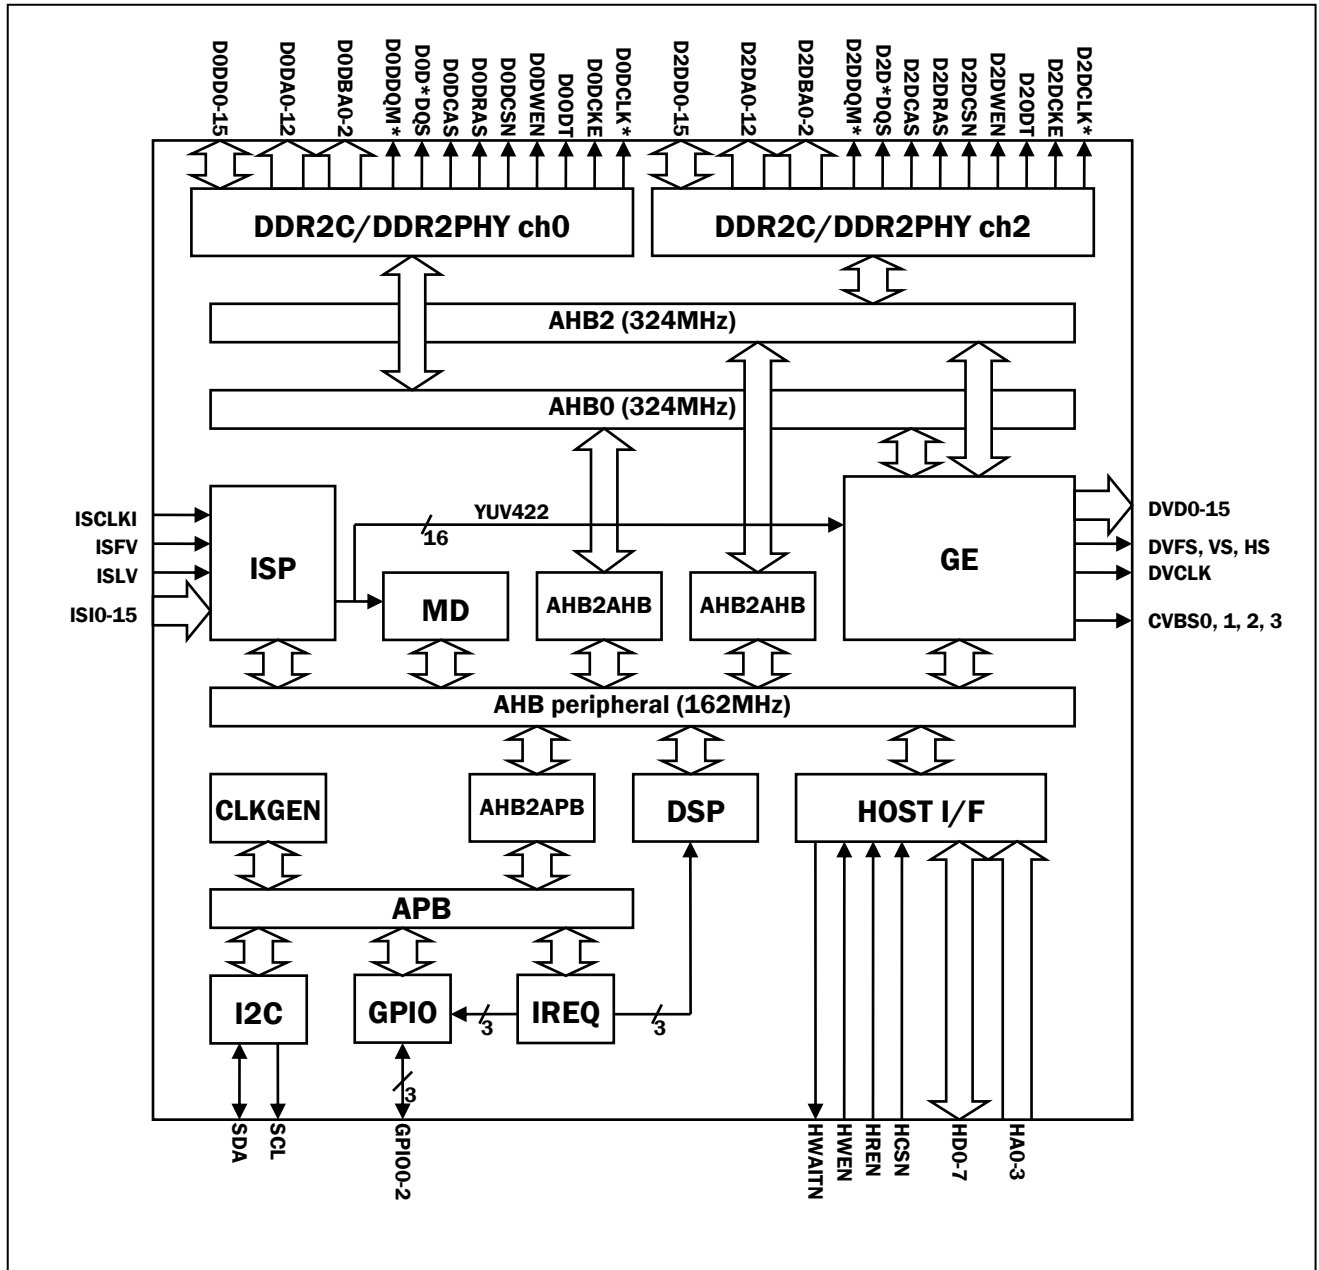 D0DD0-15
D0DA0-12
D0DBA0-2
D0DDQM*
D0D*DQS
D0DCAS
D0DRAS
D0DCSN
D0DWEN
D0ODT
D0DCKE
D0DCLK*
D2DD0-15
D2DA0-12
D2DBA0-2
D2DDQM*
D2D*DQS
D2DCAS
D2DRAS
D2DCSN
D2DWEN
D2ODT
D2DCKE
D2DCLK*
DDR2C/DDR2PHY ch0
DDR2C/DDR2PHY ch2
AHB2 (324MHz)
AHB0 (324MHz)
ISCLKI
ISFV
ISLV
ISI0-15
ISP
YUV422
16
MD
AHB2AHB
AHB2AHB
GE
DVD0-15
DVFS, VS, HS
DVCLK
CVBS0, 1, 2, 3
AHB peripheral (162MHz)
CLKGEN
AHB2APB
DSP
HOST I/F
APB
I2C
GPIO
3
IREQ
3
3
SDA
SCL
GPIO0-2
HWAITN
HWEN
HREN
HCSN
HD0-7
HA0-3